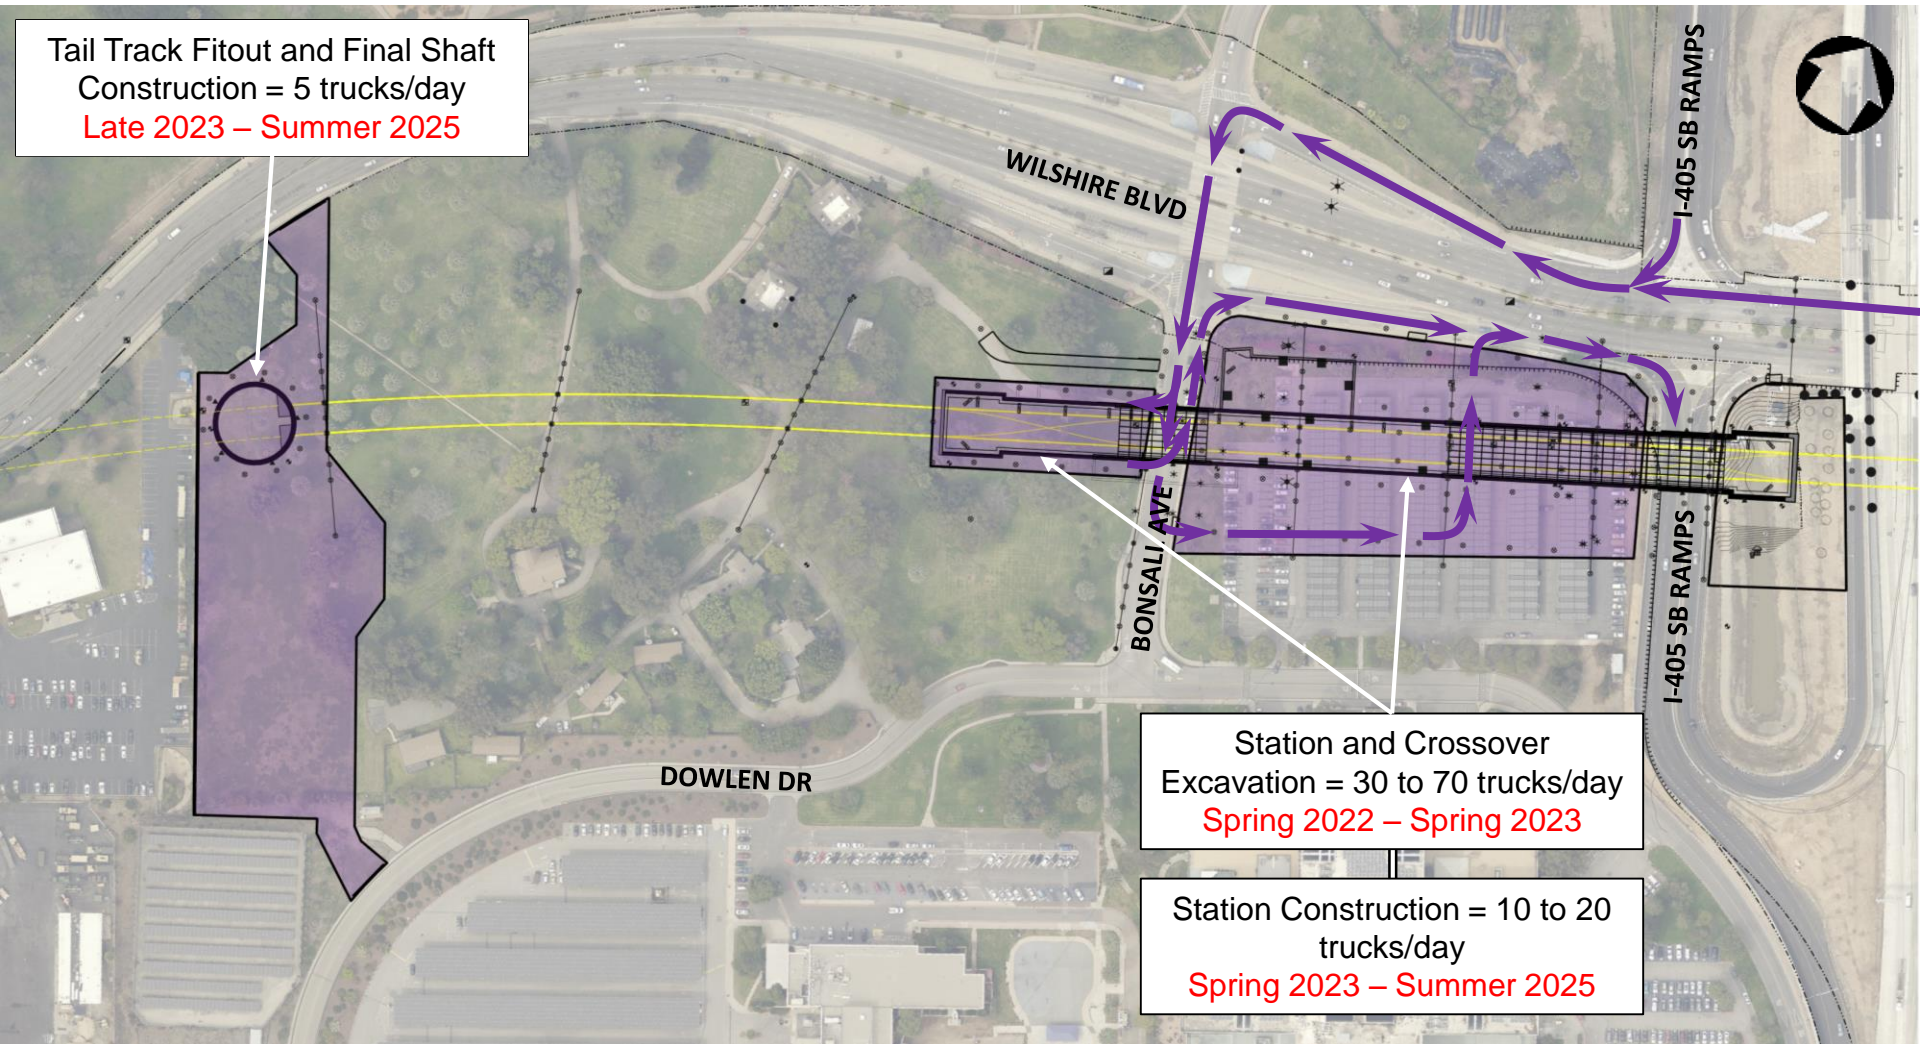 Tail Track Fitout and Final Shaft
Construction = 5 trucks/day
Late 2023 – Summer 2025
WILSHIRE BLVD
I-405 SB RAMPS
BONSALL AVE
I-405 SB RAMPS
DOWLEN DR
Station and Crossover
Excavation = 30 to 70 trucks/day
Spring 2022 – Spring 2023
Station Construction = 10 to 20
trucks/day
Spring 2023 – Summer 2025